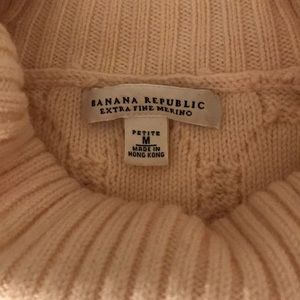 BANANA REPUBLIC
EXTRA FINE MERINO
PETITE
M
MADE IN
HONG KONG